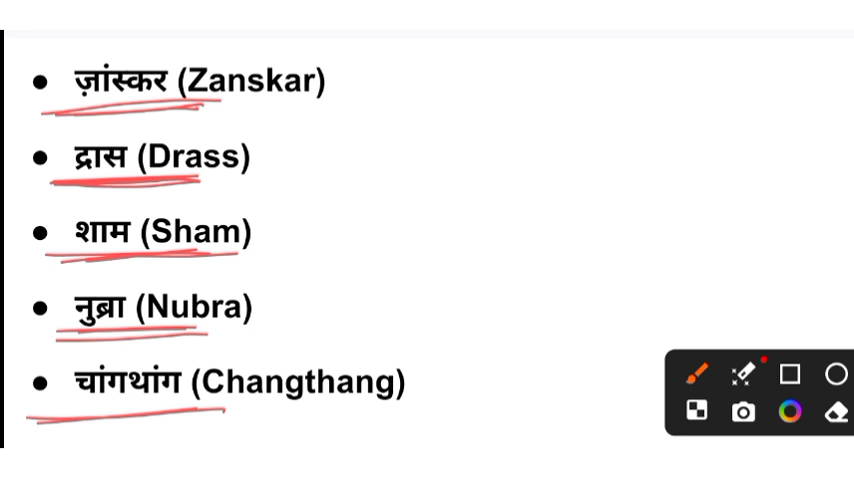 ● ज़ांस्कर (Zanskar)
● द्रास (Drass)
● शाम (Sham)
● नुब्रा (Nubra)
● चांगथांग (Changthang)